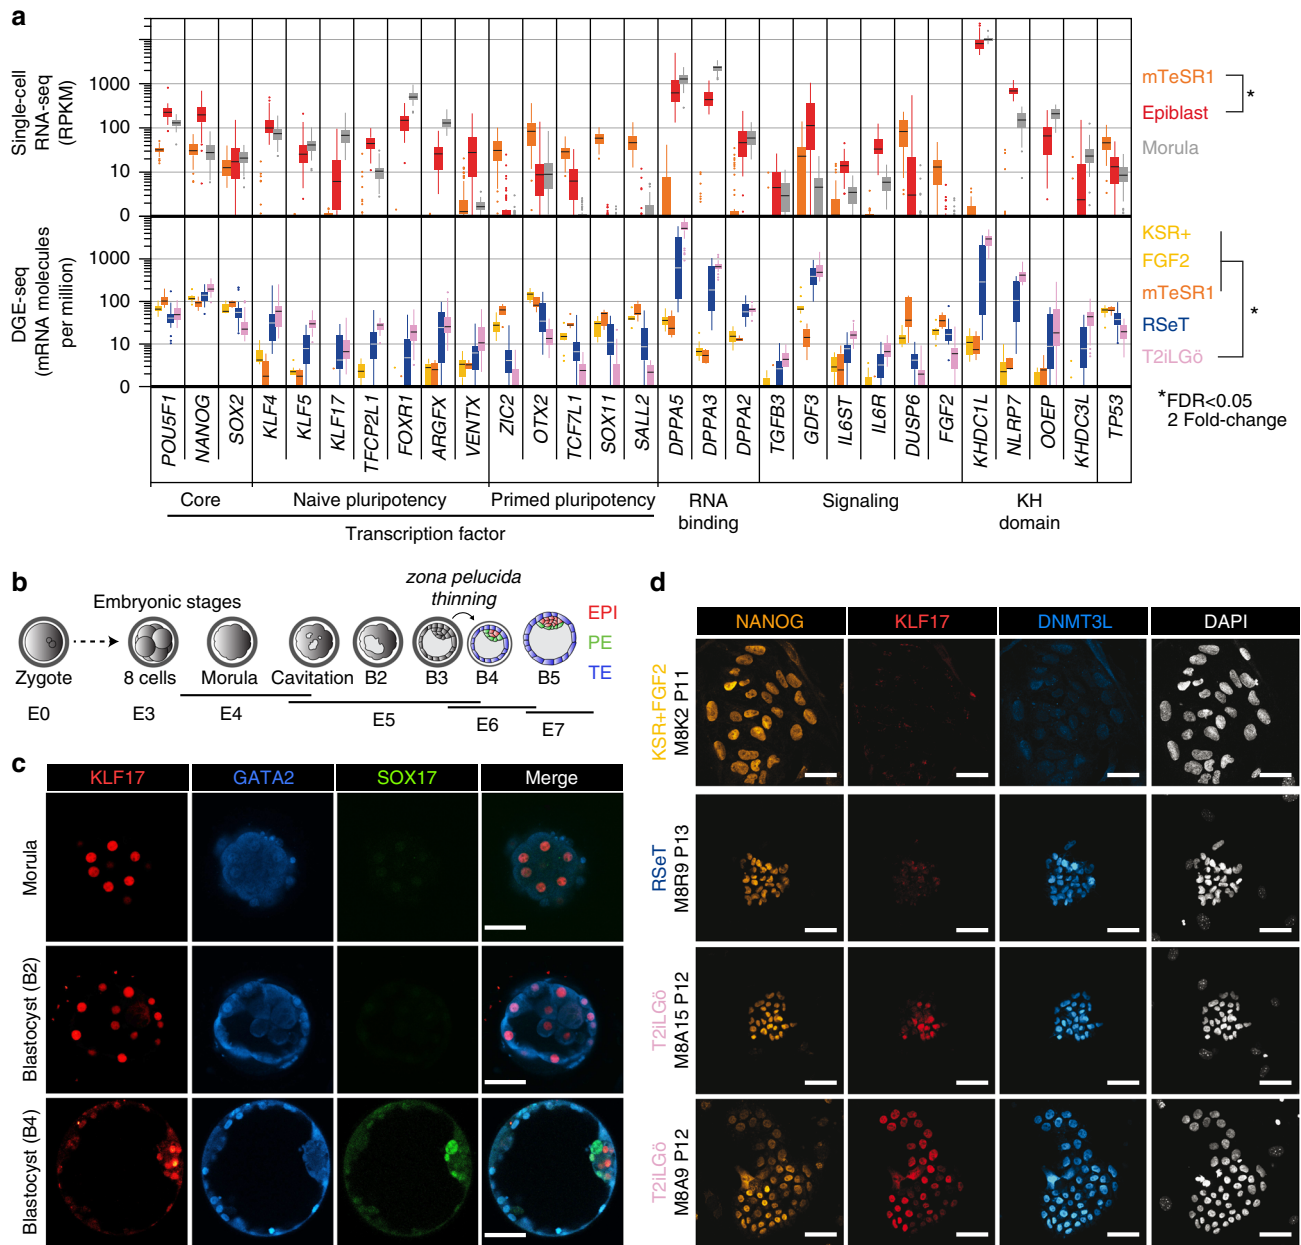 a
Single-cell
RNA-seq
(RPKM)
1000
100
10
0
mTeSR1
*
Epiblast
Morula
DGE-seq
(mRNA molecules
per million)
1000
100
10
0
KSR+
FGF2
mTeSR1
*
RSeT
T2iLGö
*FDR<0.05
2 Fold-change
POU5F1
NANOG
SOX2
KLF4
KLF5
KLF17
TFCP2L1
FOXR1
ARGFX
VENTX
ZIC2
OTX2
TCF7L1
SOX11
SALL2
DPPA5
DPPA3
DPPA2
TGFB3
GDF3
IL6ST
IL6R
DUSP6
FGF2
KHDC1L
NLRP7
OOEP
KHDC3L
TP53
Core
Naive pluripotency
Primed pluripotency
RNA
binding
Signaling
KH
domain
Transcription factor
b
Embryonic stages
zona pelucida
thinning
EPI
PE
TE
Zygote
8 cells
Morula
Cavitation
B2
B3
B4
B5
E0
E3
E4
E5
E6
E7
c
KLF17
GATA2
SOX17
Merge
Morula
Blastocyst (B2)
Blastocyst (B4)
d
NANOG
KLF17
DNMT3L
DAPI
KSR+FGF2
M8K2 P11
RSeT
M8R9 P13
T2iLGö
M8A15 P12
T2iLGö
M8A9 P12